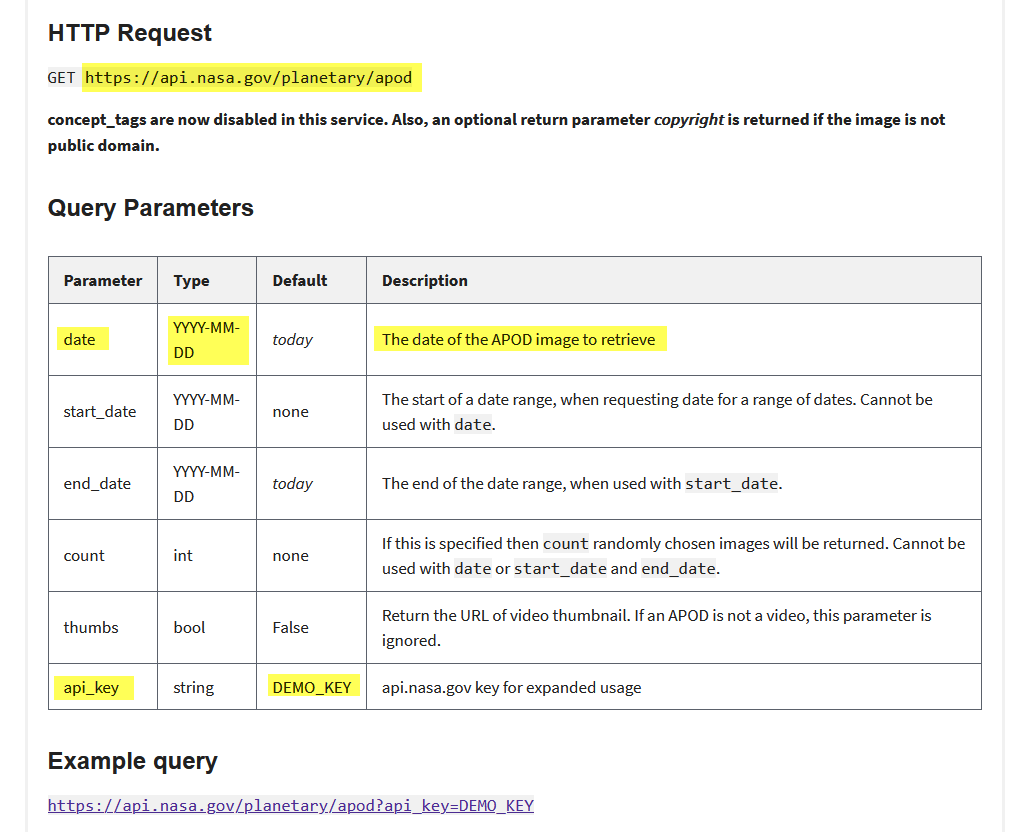 HTTP Request
GET https://api.nasa.gov/planetary/apod
concept_tags are now disabled in this service. Also, an optional return parameter copyright is returned if the image is not
public domain.
Query Parameters
Parameter Type Default Description
date YYYY-MM-
DD today The date of the APOD image to retrieve
start_date YYYY-MM-
DD none The start of a date range, when requesting date for a range of dates. Cannot be
used with date.
end_date YYYY-MM-
DD today The end of the date range, when used with start_date.
count int none If this is specified then count randomly chosen images will be returned. Cannot be
used with date or start_date and end_date.
thumbs bool False Return the URL of video thumbnail. If an APOD is not a video, this parameter is
ignored.
api_key string DEMO_KEY api.nasa.gov key for expanded usage
Example query
https://api.nasa.gov/planetary/apod?api_key=DEMO_KEY